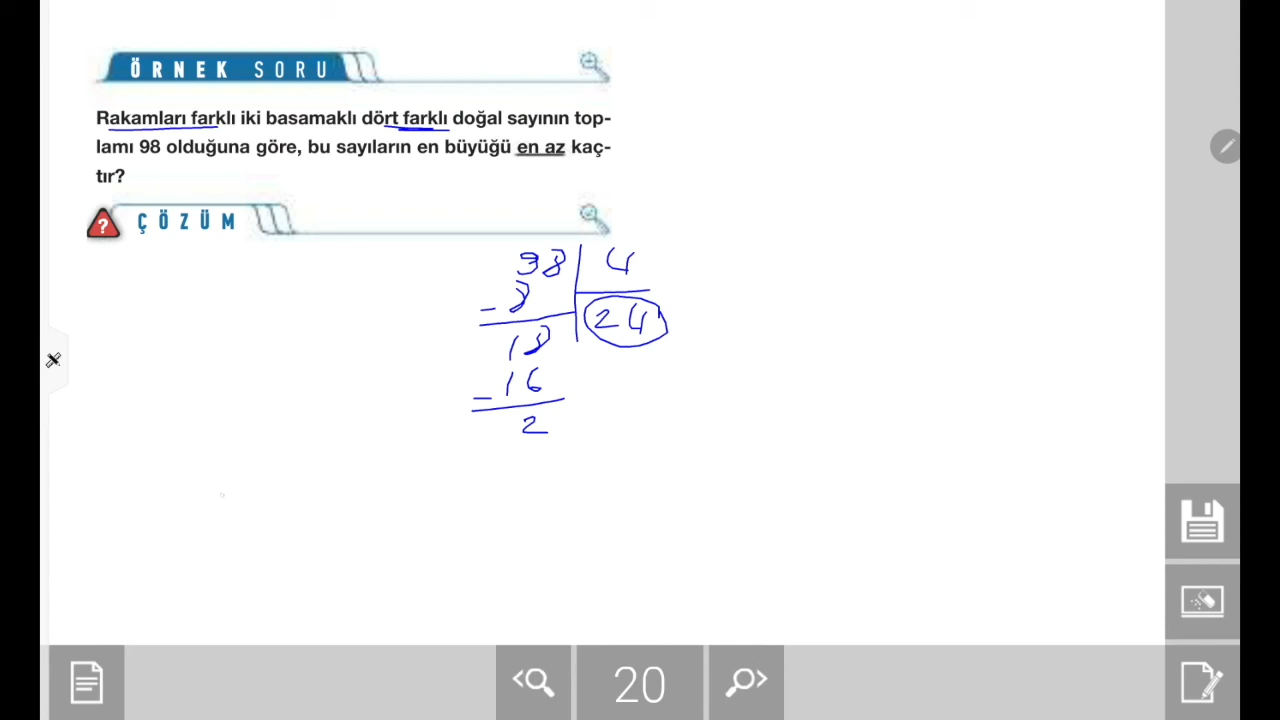 ÖRNEK SORU
Rakamları farklı iki basamaklı dört farklı doğal sayının top-
lamı 98 olduğuna göre, bu sayıların en büyüğü en az kaç-
tır?
?
ÇÖZÜM
98 4
- 8 24
18
- 16
2
20